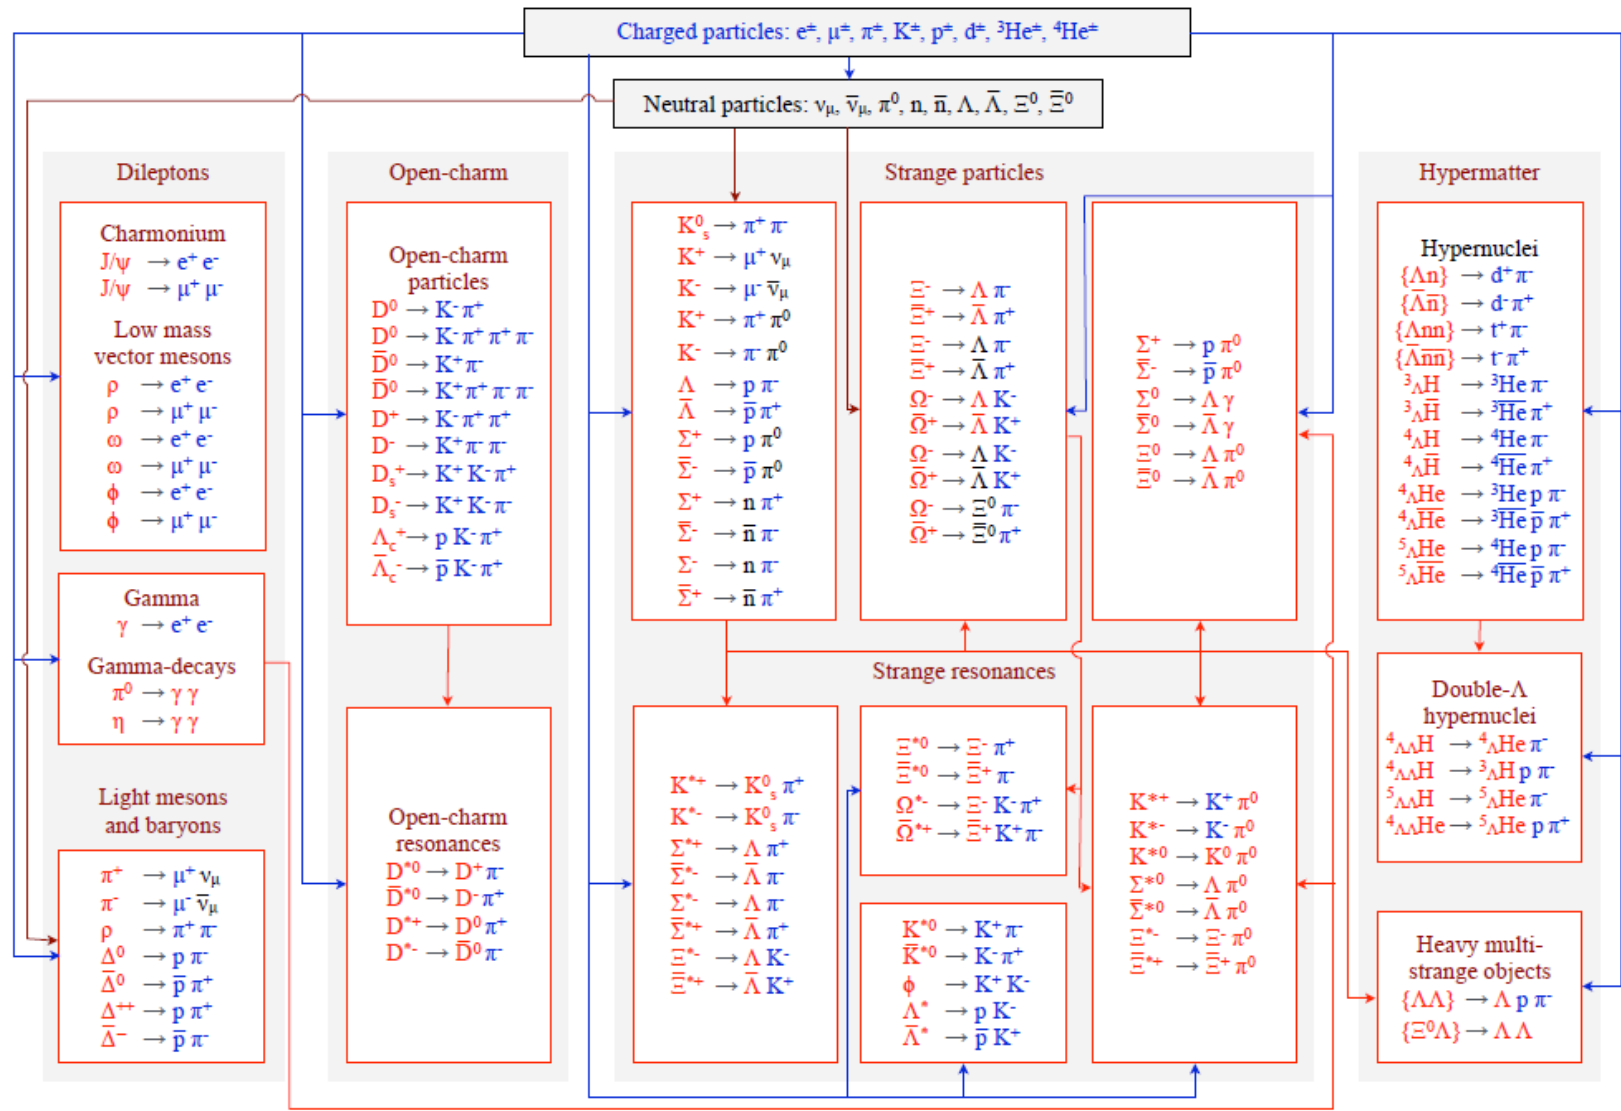 Charged particles: e±, μ±, π±, K±, p±, d±, ³He±, ⁴He±
Neutral particles: νμ, ν̅μ, π⁰, n, n̅, Λ, Λ̅, Ξ⁰, Ξ̅⁰
Dileptons
Charmonium
J/ψ → e⁺ e⁻
J/ψ → μ⁺ μ⁻
Low mass
vector mesons
ρ → e⁺ e⁻
ρ → μ⁺ μ⁻
ω → e⁺ e⁻
ω → μ⁺ μ⁻
ϕ → e⁺ e⁻
ϕ → μ⁺ μ⁻
Gamma
γ → e⁺ e⁻
Gamma-decays
π⁰ → γ γ
η → γ γ
Light mesons
and baryons
π⁺ → μ⁺ νμ
π⁻ → μ⁻ ν̅μ
ρ → π⁺ π⁻
Δ⁰ → p π⁻
Δ̅⁰ → p̅ π⁺
Δ⁺⁺ → p π⁺
Δ̅⁻⁻ → p̅ π⁻
Open-charm
Open-charm
particles
D⁰ → K⁻ π⁺
D⁰ → K⁻ π⁺ π⁺ π⁻
D̅⁰ → K⁺ π⁻
D̅⁰ → K⁺ π⁺ π⁻ π⁻
D⁺ → K⁻ π⁺ π⁺
D⁻ → K⁺ π⁻ π⁻
Ds⁺ → K⁺ K⁻ π⁺
Ds⁻ → K⁺ K⁻ π⁻
Λc⁺ → p K⁻ π⁺
Λ̅c⁻ → p̅ K⁻ π⁺
Open-charm
resonances
D*⁰ → D⁺ π⁻
D̅*⁰ → D⁻ π⁺
D*⁺ → D⁰ π⁺
D*⁻ → D̅⁰ π⁻
Strange particles
K⁰s → π⁺ π⁻
K⁺ → μ⁺ νμ
K⁻ → μ⁻ ν̅μ
K⁺ → π⁺ π⁰
K⁻ → π⁻ π⁰
Λ → p π⁻
Λ̅ → p̅ π⁺
Σ⁺ → p π⁰
Σ̅⁻ → p̅ π⁰
Σ⁺ → n π⁺
Σ̅⁻ → n̅ π⁻
Σ⁻ → n π⁻
Σ̅⁺ → n̅ π⁺
Ξ⁻ → Λ π⁻
Ξ̅⁺ → Λ̅ π⁺
Ξ⁻ → Λ π⁻
Ξ̅⁺ → Λ̅ π⁺
Ω⁻ → Λ K⁻
Ω̅⁺ → Λ̅ K⁺
Ω⁻ → Λ K⁻
Ω̅⁺ → Λ̅ K⁺
Ω⁻ → Ξ⁰ π⁻
Ω̅⁺ → Ξ̅⁰ π⁺
Σ⁺ → p π⁰
Σ̅⁻ → p̅ π⁰
Σ⁰ → Λ γ
Σ̅⁰ → Λ̅ γ
Ξ⁰ → Λ π⁰
Ξ̅⁰ → Λ̅ π⁰
Strange resonances
K*⁺ → K⁰s π⁺
K*⁻ → K⁰s π⁻
Σ*⁺ → Λ π⁺
Σ̅*⁻ → Λ̅ π⁻
Σ*⁻ → Λ π⁻
Σ̅*⁺ → Λ̅ π⁺
Ξ*⁻ → Λ K⁻
Ξ̅*⁺ → Λ̅ K⁺
Ξ*⁰ → Ξ⁻ π⁺
Ξ̅*⁰ → Ξ̅⁺ π⁻
Ω*⁻ → Ξ⁻ K⁻ π⁺
Ω̅*⁺ → Ξ̅⁺ K⁺ π⁻
K*⁰ → K⁺ π⁻
K̅*⁰ → K⁻ π⁺
ϕ → K⁺ K⁻
Λ* → p K⁻
Λ̅* → p̅ K⁺
K*⁺ → K⁺ π⁰
K*⁻ → K⁻ π⁰
K*⁰ → K⁰ π⁰
Σ*⁰ → Λ π⁰
Σ̅*⁰ → Λ̅ π⁰
Ξ*⁻ → Ξ⁻ π⁰
Ξ̅*⁺ → Ξ̅⁺ π⁰
Hypermatter
Hypernuclei
{Λn} → d⁺ π⁻
{Λ̅n̅} → d⁻ π⁺
{Λnn} → t⁺ π⁻
{Λ̅n̅n̅} → t⁻ π⁺
³ΛH → ³He π⁻
³ΛH̅ → ³H̅e̅ π⁺
⁴ΛH → ⁴He π⁻
⁴ΛH̅ → ⁴H̅e̅ π⁺
⁴ΛHe → ³He p π⁻
⁴ΛH̅e̅ → ³H̅e̅ p̅ π⁺
⁵ΛHe → ⁴He p π⁻
⁵ΛH̅e̅ → ⁴H̅e̅ p̅ π⁺
Double-Λ
hypernuclei
⁴ΛΛH → ⁴ΛHe π⁻
⁴ΛΛH → ³ΛH p π⁻
⁵ΛΛH → ⁵ΛHe π⁻
⁴ΛΛHe → ⁵ΛHe p π⁺
Heavy multi-
strange objects
{ΛΛ} → Λ p π⁻
{Ξ⁰Λ} → Λ Λ